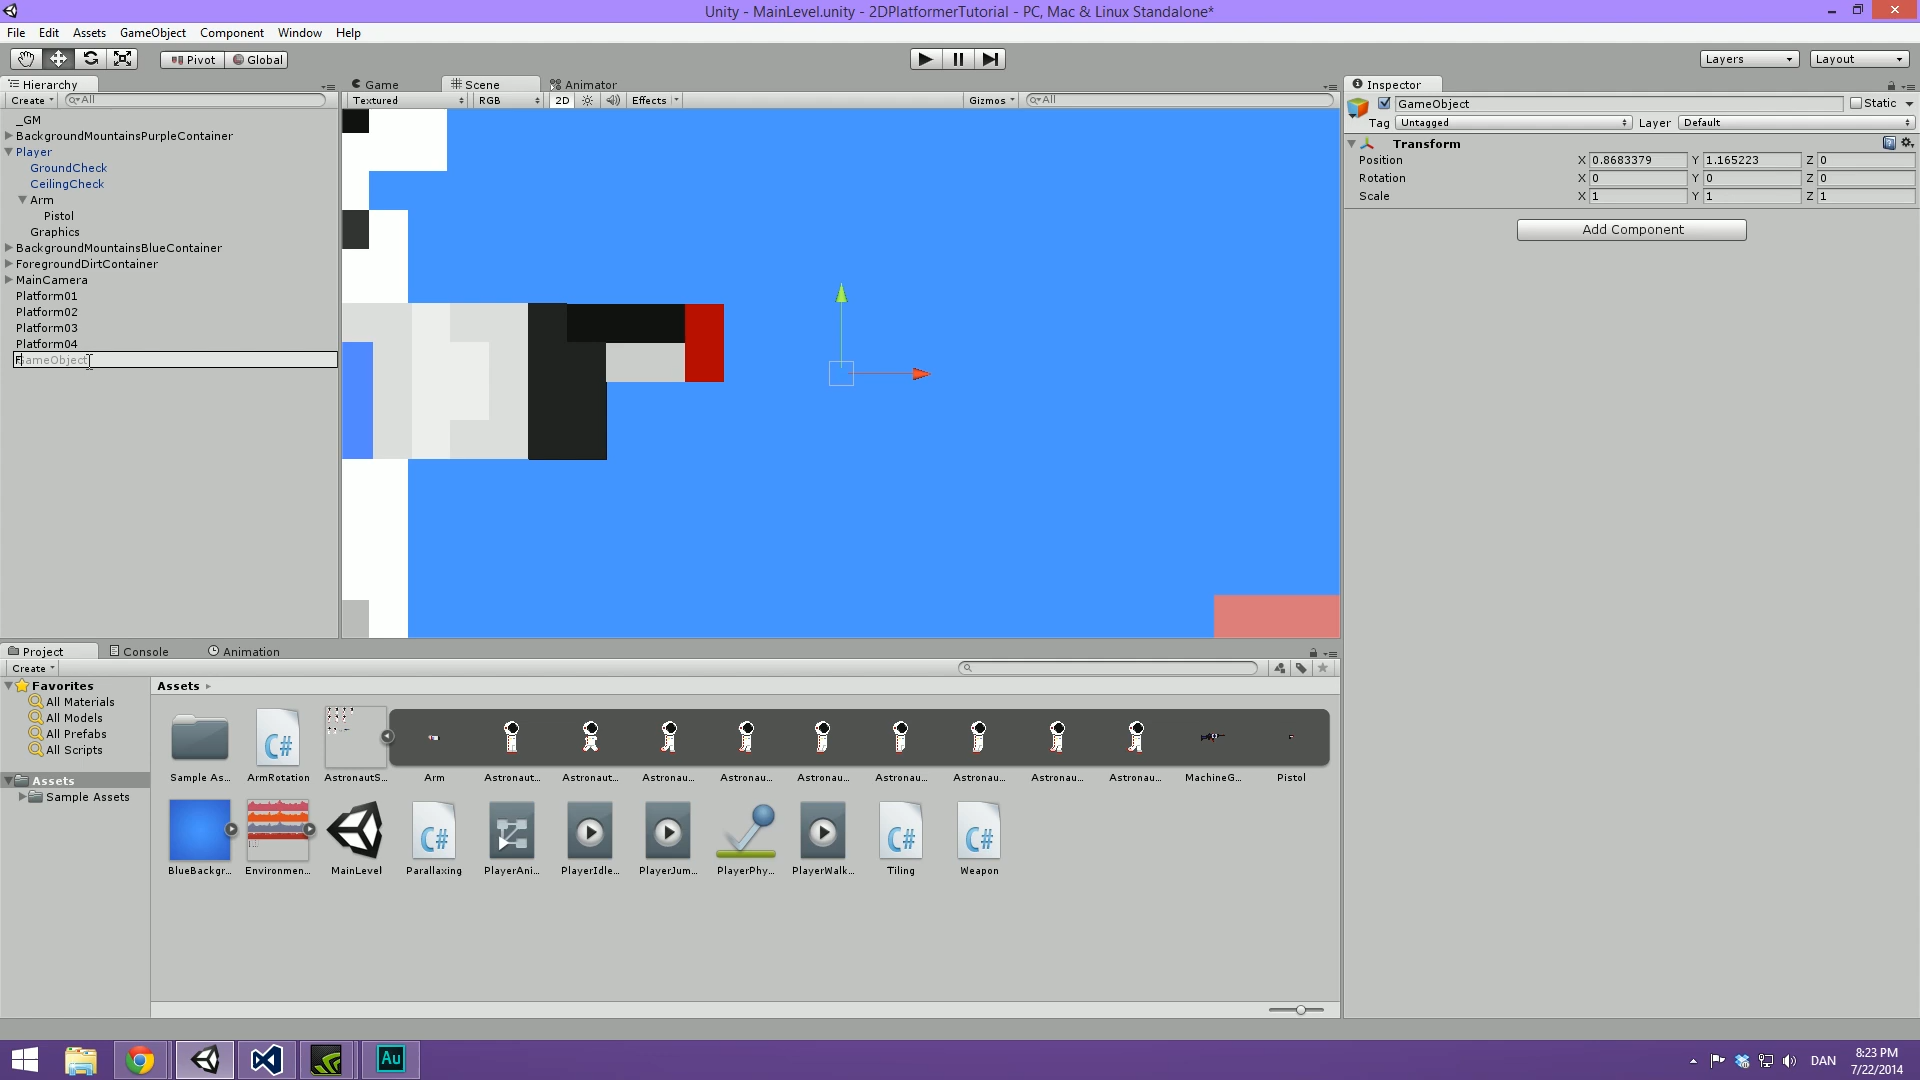 Unity - MainLevel.unity - 2DPlatformerTutorial - PC, Mac & Linux Standalone*
File Edit Assets GameObject Component Window Help
Pivot Global Layers Layout
Hierarchy
Create All
_GM
BackgroundMountainsPurpleContainer
Player
GroundCheck
CeilingCheck
Arm
Pistol
Graphics
BackgroundMountainsBlueContainer
ForegroundDirtContainer
MainCamera
Platform01
Platform02
Platform03
Platform04
GameObject
Game Scene Animator
Textured RGB 2D Effects Gizmos All
Inspector
GameObject Static
Tag Untagged Layer Default
Transform
Position X 0.8683379 Y 1.165223 Z 0
Rotation X 0 Y 0 Z 0
Scale X 1 Y 1 Z 1
Add Component
Project Console Animation
Create
Favorites
All Materials
All Models
All Prefabs
All Scripts
Assets
Sample Assets
Assets
Sample As... ArmRotation AstronautS... Arm Astronaut... Astronaut... Astronau... Astronau... Astronau... Astronau... Astronau... Astronau... Astronau... MachineG... Pistol
BlueBackgr... Environmen... MainLevel Parallaxing PlayerAni... PlayerIdle... PlayerJum... PlayerPhy... PlayerWalk... Tiling Weapon
C# C# C# C#
Au
DAN
8:23 PM
7/22/2014